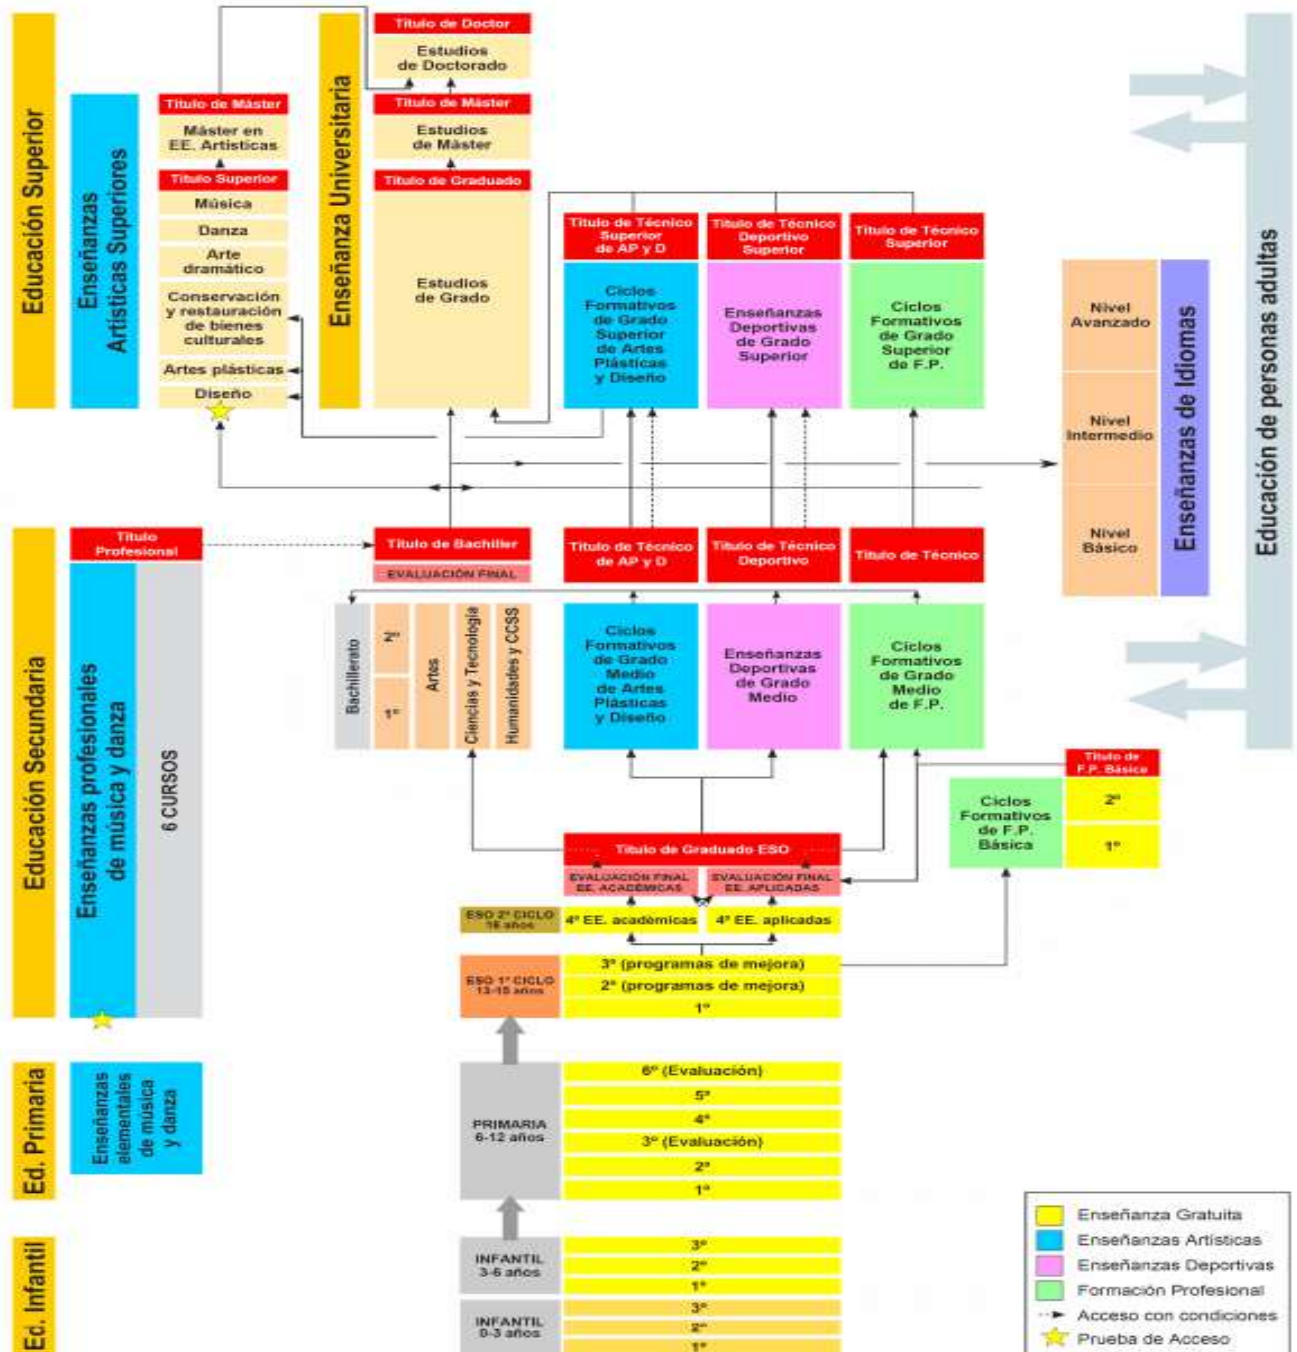 Educación Superior
Enseñanzas
Artísticas Superiores
Título de Máster
Máster en
EE. Artísticas
Título Superior
Música
Danza
Arte
dramático
Conservación
y restauración
de bienes
culturales
Artes plásticas
Diseño
Enseñanza Universitaria
Título de Doctor
Estudios
de Doctorado
Título de Máster
Estudios
de Máster
Título de Graduado
Estudios
de Grado
Título de Técnico
Superior
de AP y D
Ciclos
Formativos
de Grado
Superior
de Artes
Plásticas
y Diseño
Título de Técnico
Deportivo
Superior
Enseñanzas
Deportivas
de Grado
Superior
Título de Técnico
Superior
Ciclos
Formativos
de Grado
Superior
de F.P.
Nivel
Avanzado
Nivel
Intermedio
Nivel
Básico
Enseñanzas de Idiomas
Educación de personas adultas
Educación Secundaria
Título
Profesional
Enseñanzas profesionales
de música y danza
6 CURSOS
Título de Bachiller
EVALUACIÓN FINAL
Bachillerato
2º
1º
Artes
Ciencias y Tecnología
Humanidades y CCSS
Título de Técnico
de AP y D
Ciclos
Formativos
de Grado
Medio
de Artes
Plásticas
y Diseño
Título de Técnico
Deportivo
Enseñanzas
Deportivas
de Grado
Medio
Título de Técnico
Ciclos
Formativos
de Grado
Medio
de F.P.
Título de
F.P. Básica
Ciclos
Formativos
de F.P.
Básica
2º
1º
Título de Graduado ESO
EVALUACIÓN FINAL
EE. ACADÉMICAS
EVALUACIÓN FINAL
EE. APLICADAS
ESO 2º CICLO
16 años
4º EE. académicas
4º EE. aplicadas
ESO 1º CICLO
13-15 años
3º (programas de mejora)
2º (programas de mejora)
1º
Ed. Primaria
Enseñanzas
elementales
de música
y danza
PRIMARIA
6-12 años
6º (Evaluación)
5º
4º
3º (Evaluación)
2º
1º
Ed. Infantil
INFANTIL
3-6 años
3º
2º
1º
INFANTIL
0-3 años
3º
2º
1º
Enseñanza Gratuita
Enseñanzas Artísticas
Enseñanzas Deportivas
Formación Profesional
Acceso con condiciones
Prueba de Acceso